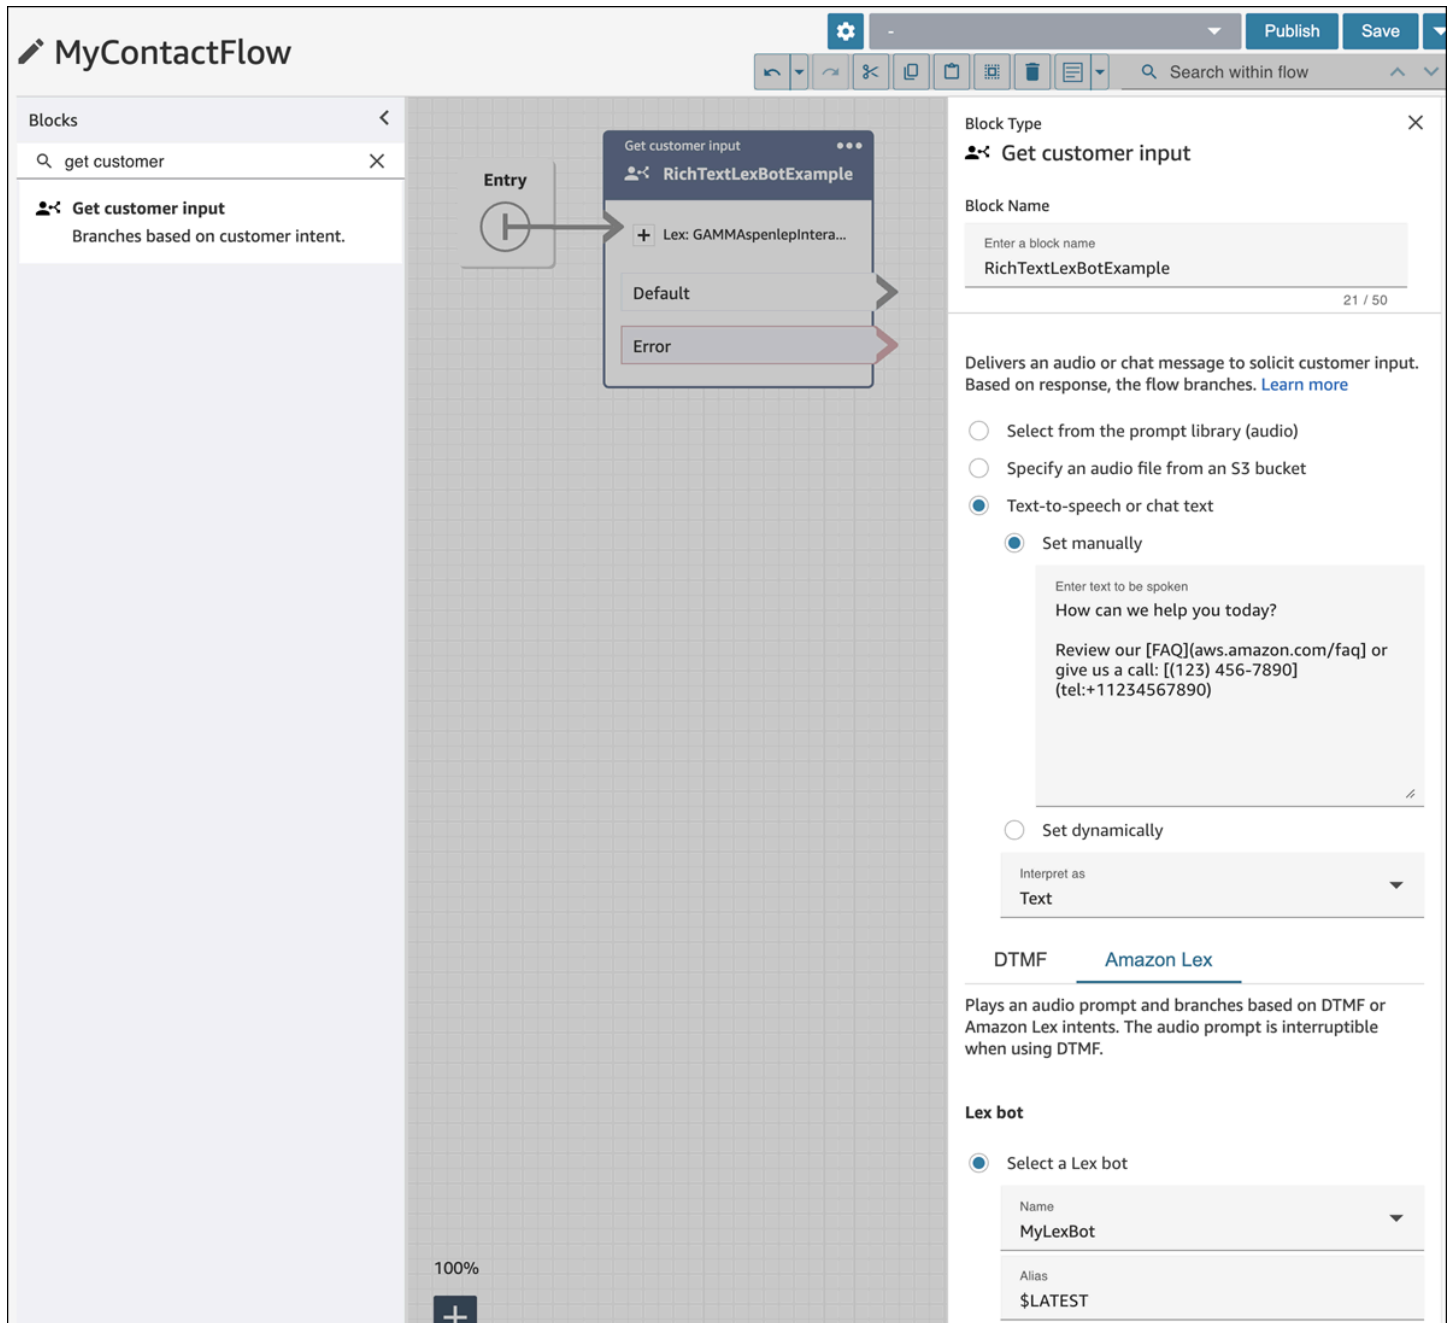 MyContactFlow
-
Publish
Save
Search within flow
Blocks
get customer
Get customer input
Branches based on customer intent.
Entry
Get customer input
RichTextLexBotExample
Lex: GAMMAspenlepIntera...
Default
Error
100%
Block Type
Get customer input
Block Name
Enter a block name
RichTextLexBotExample
21 / 50
Delivers an audio or chat message to solicit customer input.
Based on response, the flow branches. Learn more
Select from the prompt library (audio)
Specify an audio file from an S3 bucket
Text-to-speech or chat text
Set manually
Enter text to be spoken
How can we help you today?
Review our [FAQ](aws.amazon.com/faq] or
give us a call: [(123) 456-7890]
(tel:+11234567890)
Set dynamically
Interpret as
Text
DTMF
Amazon Lex
Plays an audio prompt and branches based on DTMF or
Amazon Lex intents. The audio prompt is interruptible
when using DTMF.
Lex bot
Select a Lex bot
Name
MyLexBot
Alias
$LATEST